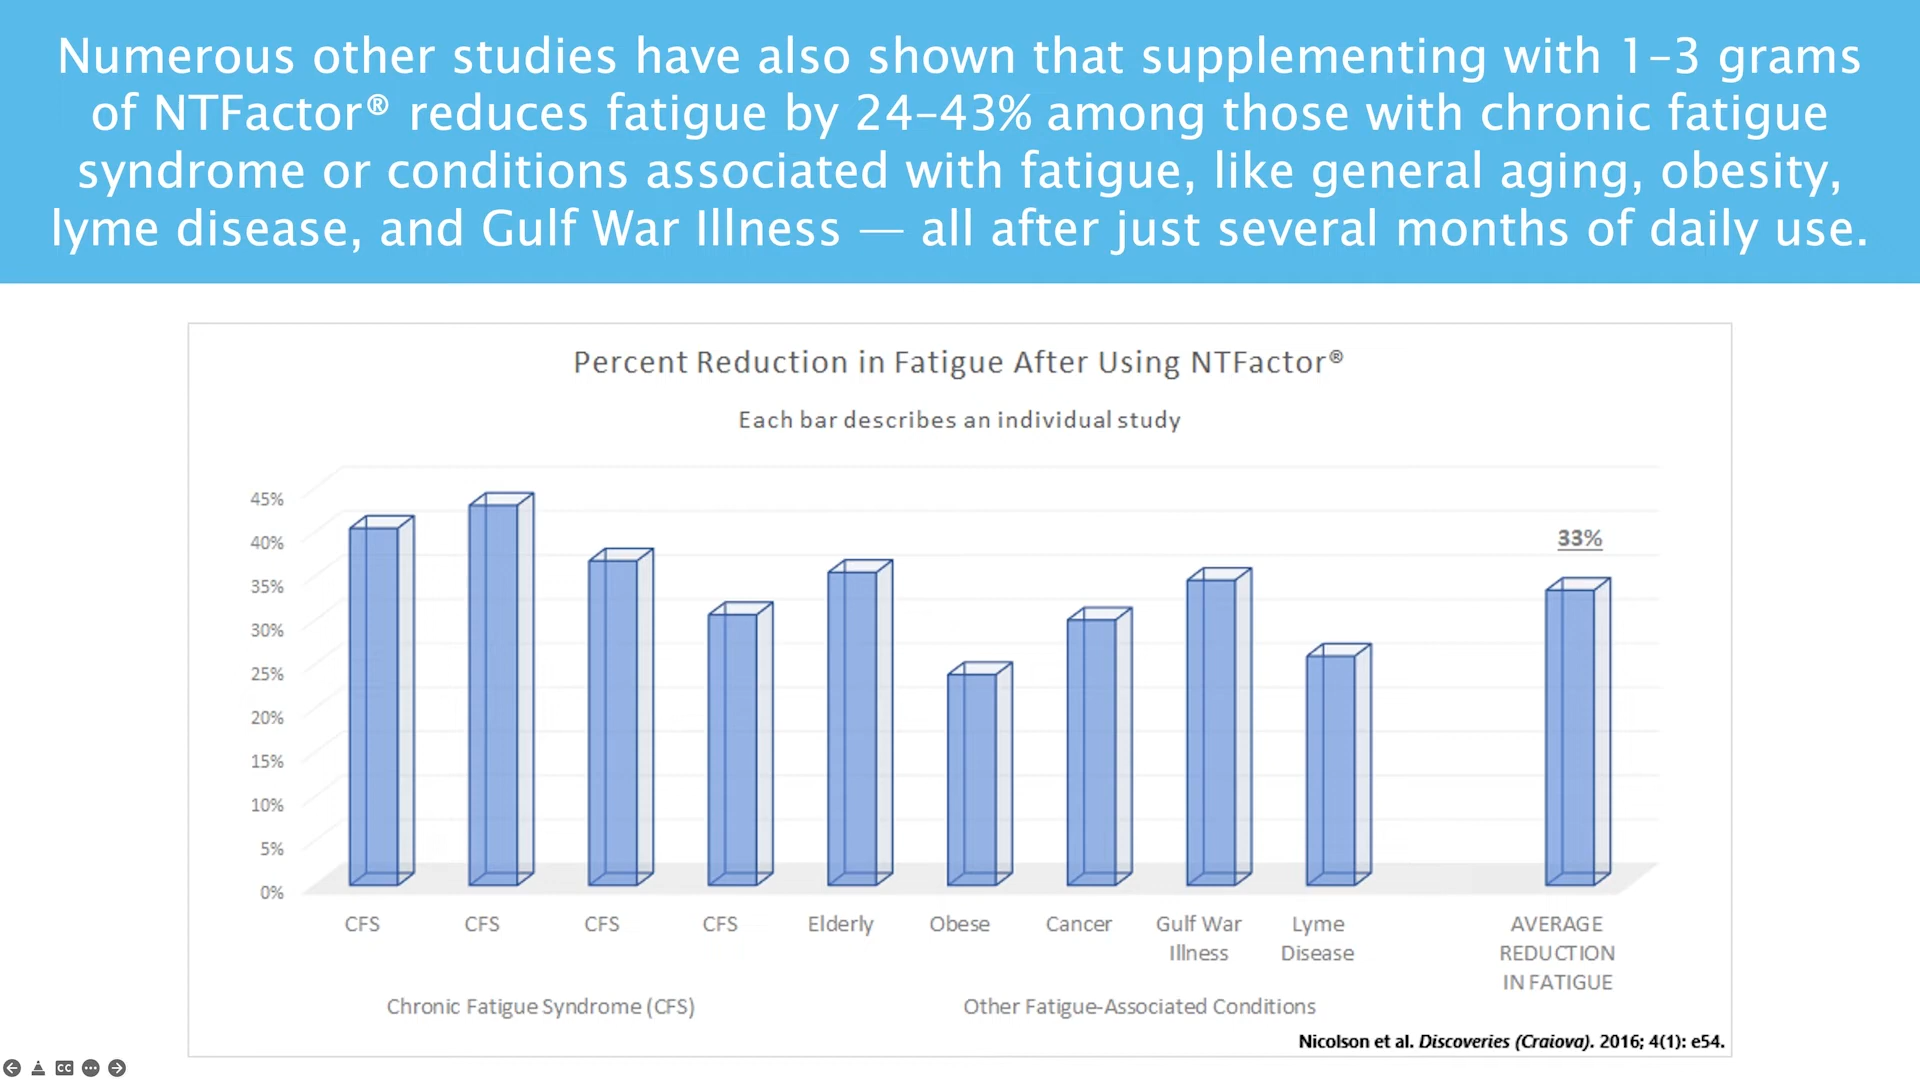 Numerous other studies have also shown that supplementing with 1–3 grams
of NTFactor® reduces fatigue by 24–43% among those with chronic fatigue
syndrome or conditions associated with fatigue, like general aging, obesity,
lyme disease, and Gulf War Illness — all after just several months of daily use.
Percent Reduction in Fatigue After Using NTFactor®
Each bar describes an individual study
45%
40%
35%
30%
25%
20%
15%
10%
5%
0%
33%
CFS CFS CFS CFS Elderly Obese Cancer Gulf War Lyme AVERAGE
Illness Disease REDUCTION
IN FATIGUE
Chronic Fatigue Syndrome (CFS) Other Fatigue-Associated Conditions
Nicolson et al. Discoveries (Craiova). 2016; 4(1): e54.
CC